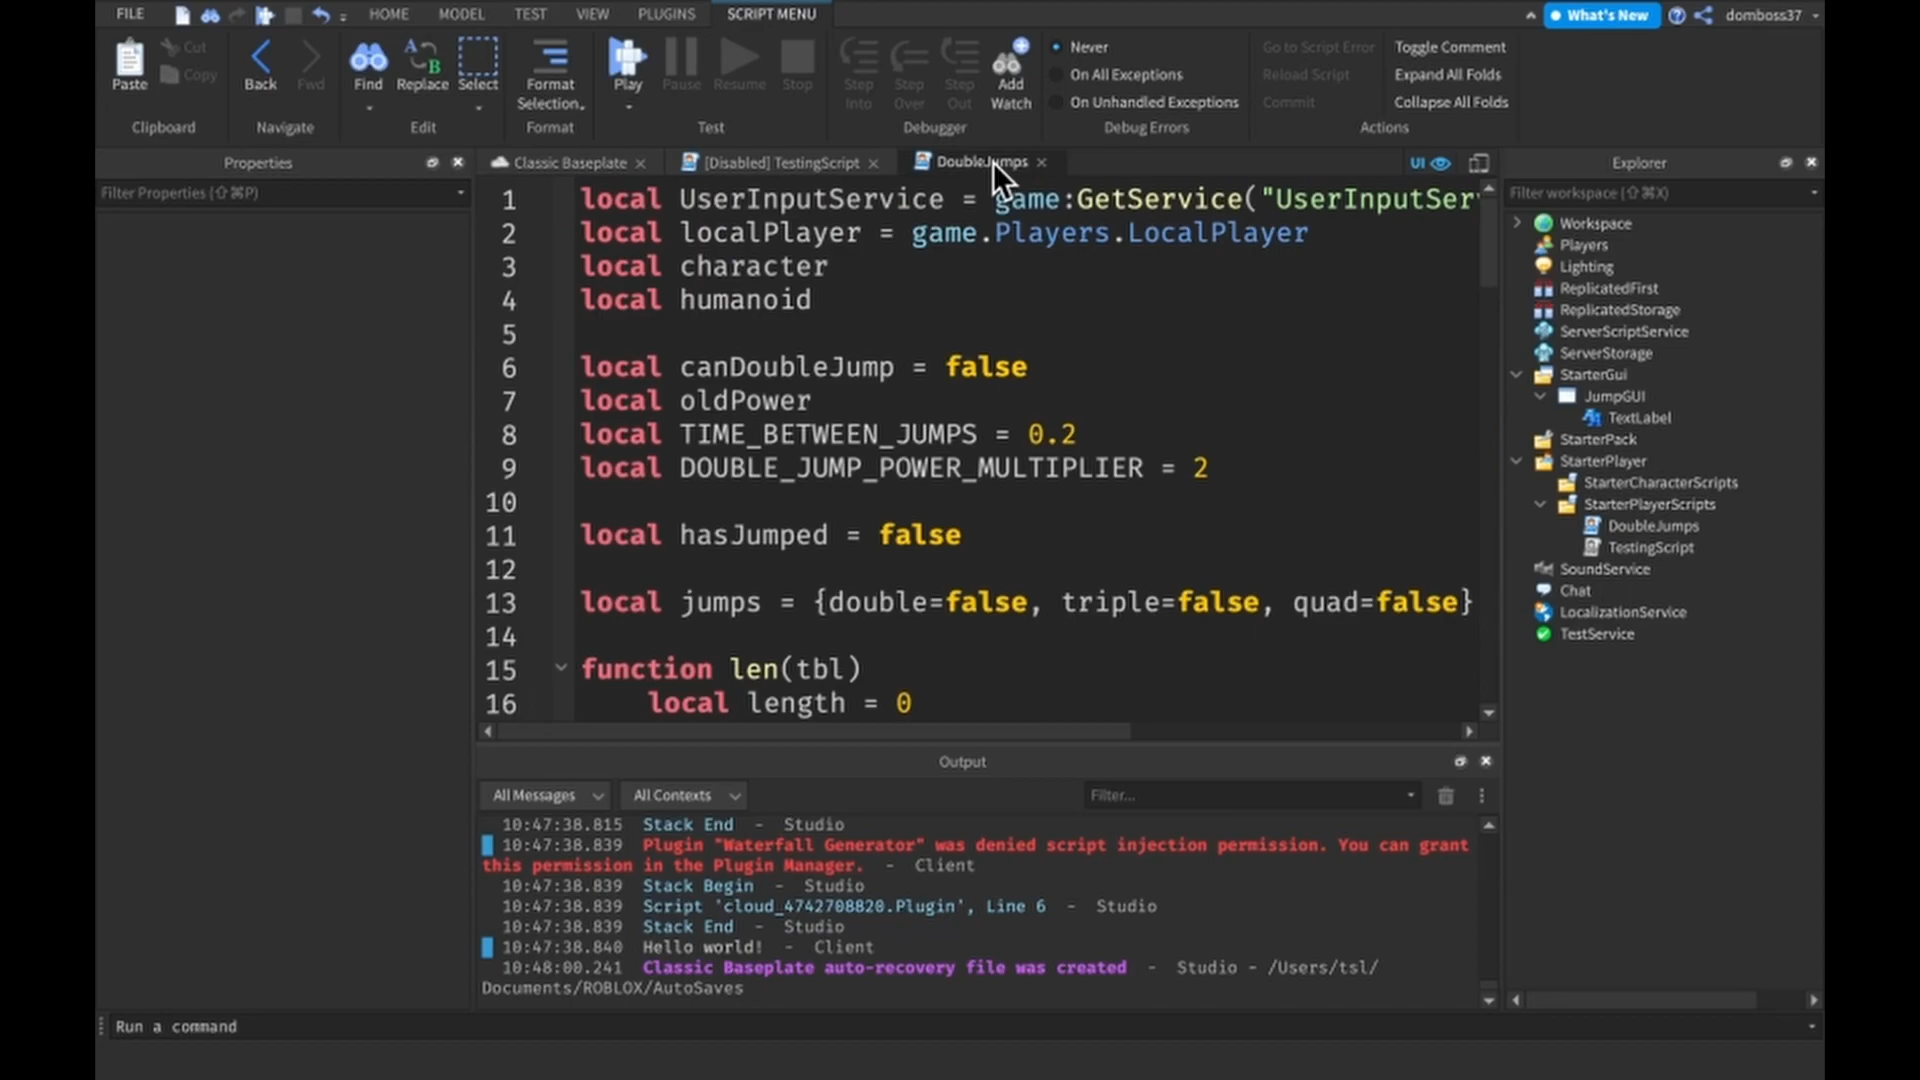 FILE HOME MODEL TEST VIEW PLUGINS SCRIPT MENU What's New domboss37
Paste Cut Copy
Clipboard
Back Fwd
Navigate
Find Replace Select
Edit
Format Selection
Format
Play Pause Resume Stop
Test
Step Into Step Over Step Out Add Watch
Debugger
Never
On All Exceptions
On Unhandled Exceptions
Debug Errors
Go to Script Error
Reload Script
Commit
Toggle Comment
Expand All Folds
Collapse All Folds
Actions
Properties
Filter Properties (⇧⌘P)
Classic Baseplate [Disabled] TestingScript DoubleJumps UI
1 local UserInputService = game:GetService("UserInputSer
2 local localPlayer = game.Players.LocalPlayer
3 local character
4 local humanoid
5
6 local canDoubleJump = false
7 local oldPower
8 local TIME_BETWEEN_JUMPS = 0.2
9 local DOUBLE_JUMP_POWER_MULTIPLIER = 2
10
11 local hasJumped = false
12
13 local jumps = {double=false, triple=false, quad=false}
14
15 function len(tbl)
16 local length = 0
Output
All Messages All Contexts Filter...
10:47:38.815 Stack End - Studio
10:47:38.839 Plugin "Waterfall Generator" was denied script injection permission. You can grant
this permission in the Plugin Manager. - Client
10:47:38.839 Stack Begin - Studio
10:47:38.839 Script 'cloud_4742708820.Plugin', Line 6 - Studio
10:47:38.839 Stack End - Studio
10:47:38.840 Hello world! - Client
10:48:00.241 Classic Baseplate auto-recovery file was created - Studio - /Users/tsl/
Documents/ROBLOX/AutoSaves
Explorer
Filter workspace (⇧⌘X)
Workspace
Players
Lighting
ReplicatedFirst
ReplicatedStorage
ServerScriptService
ServerStorage
StarterGui
JumpGUI
TextLabel
StarterPack
StarterPlayer
StarterCharacterScripts
StarterPlayerScripts
DoubleJumps
TestingScript
SoundService
Chat
LocalizationService
TestService
Run a command